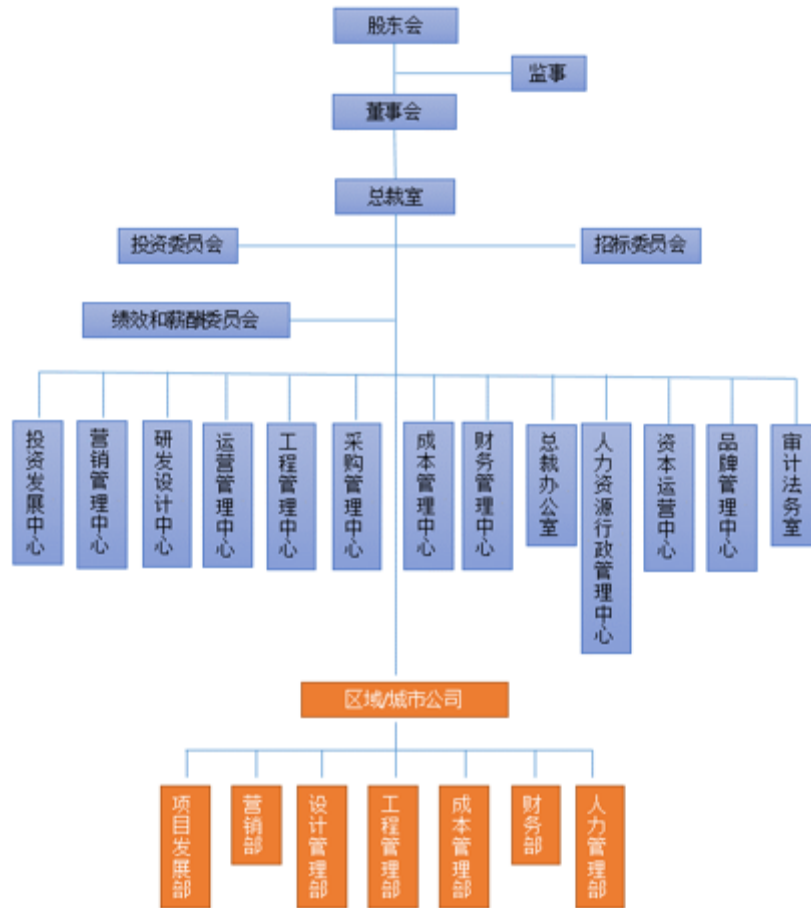 股东会
监事
董事会
总裁室
投资委员会
招标委员会
绩效和薪酬委员会
投资发展中心
营销管理中心
研发设计中心
运营管理中心
工程管理中心
采购管理中心
成本管理中心
财务管理中心
总裁办公室
人力资源行政管理中心
资本运营中心
品牌管理中心
审计法务室
区域/城市公司
项目发展部
营销部
设计管理部
工程管理部
成本管理部
财务部
人力管理部